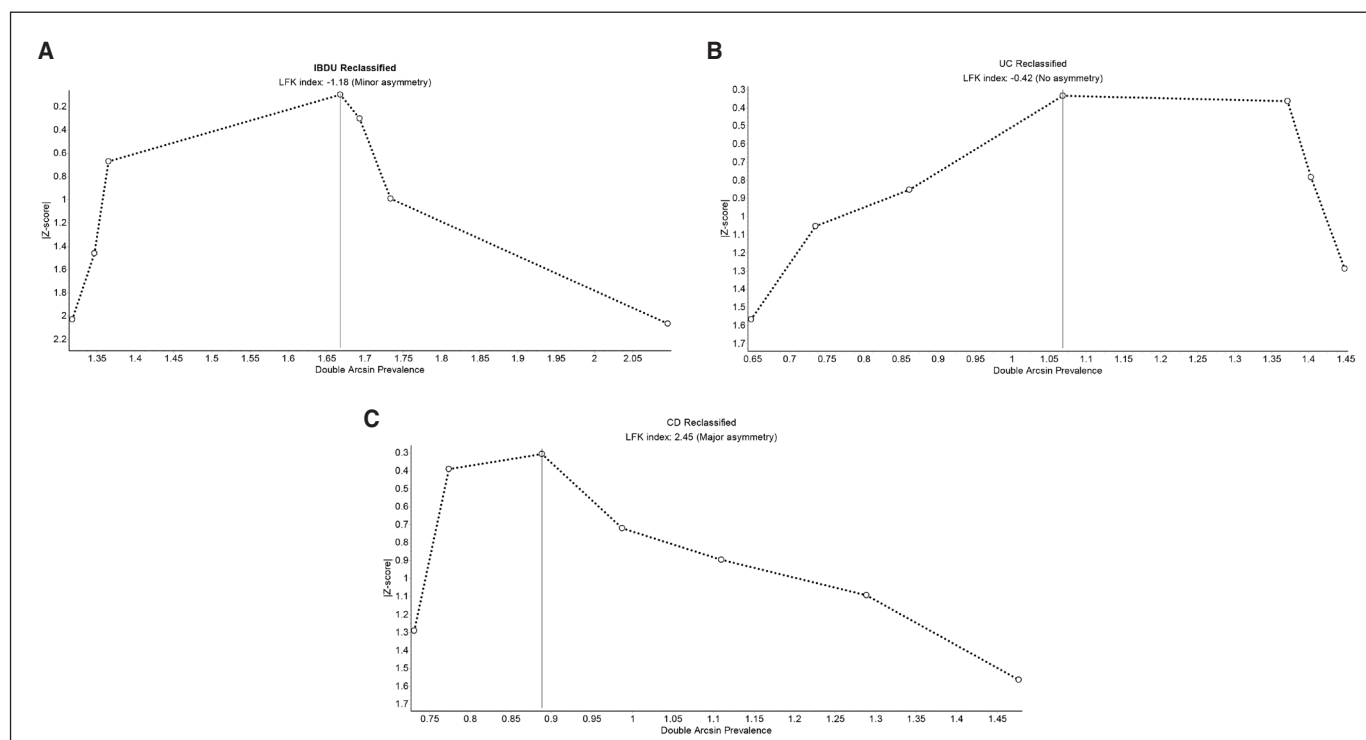 A
IBDU Reclassified
LFK index: -1.18 (Minor asymmetry)
|Z-score|
0.2
0.4
0.6
0.8
1
1.2
1.4
1.6
1.8
2
2.2
1.35 1.4 1.45 1.5 1.55 1.6 1.65 1.7 1.75 1.8 1.85 1.9 1.95 2 2.05
Double Arcsin Prevalence
B
UC Reclassified
LFK index: -0.42 (No asymmetry)
|Z-score|
0.3
0.4
0.5
0.6
0.7
0.8
0.9
1
1.1
1.2
1.3
1.4
1.5
1.6
1.7
0.65 0.7 0.75 0.8 0.85 0.9 0.95 1 1.05 1.1 1.15 1.2 1.25 1.3 1.35 1.4 1.45
Double Arcsin Prevalence
C
CD Reclassified
LFK index: 2.45 (Major asymmetry)
|Z-score|
0.3
0.4
0.5
0.6
0.7
0.8
0.9
1
1.1
1.2
1.3
1.4
1.5
1.6
1.7
0.75 0.8 0.85 0.9 0.95 1 1.05 1.1 1.15 1.2 1.25 1.3 1.35 1.4 1.45
Double Arcsin Prevalence